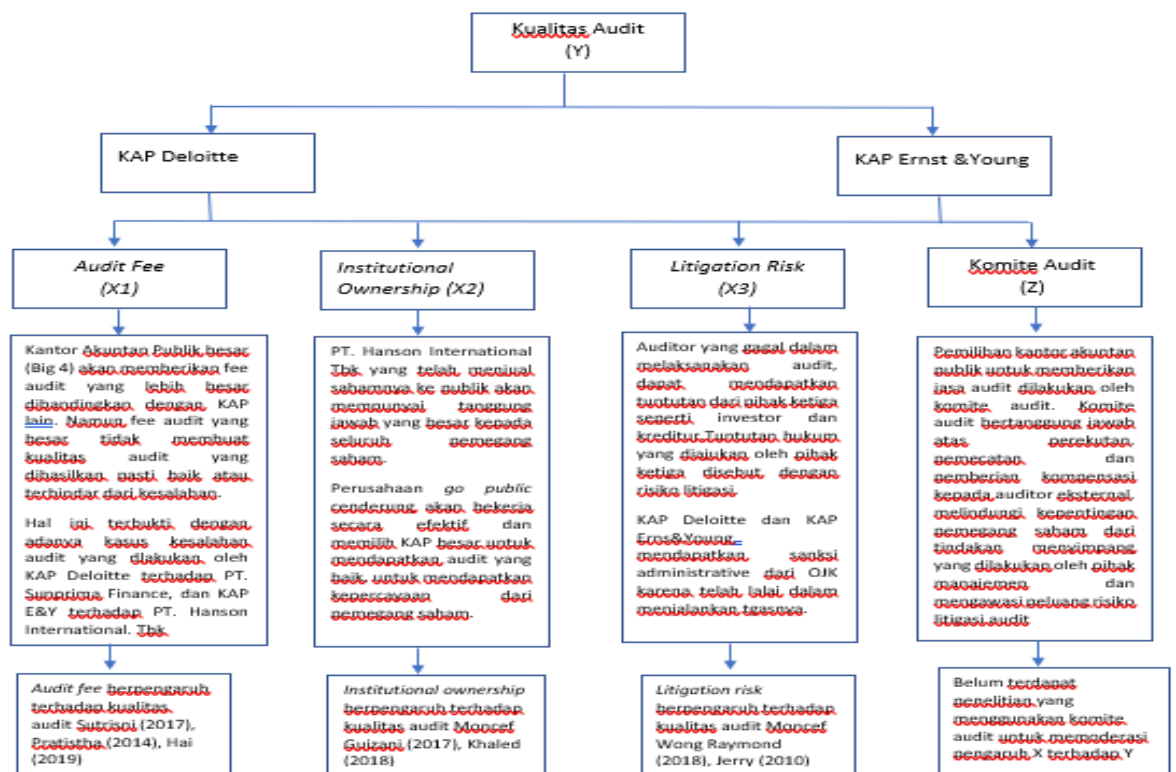 Kualitas Audit
(Y)
KAP Deloitte
KAP Ernst &Young
Audit Fee
(X1)
Institutional
Ownership (X2)
Litigation Risk
(X3)
Komite Audit
(Z)
Kantor Akuntan Publik besar
(Big 4) akan memberikan fee
audit yang lebih besar
dibandingkan dengan KAP
lain. Namun fee audit yang
besar tidak membuat
kualitas audit yang
dihasilkan pasti baik atau
terhindar dari kesalahan.
Hal ini terbukti dengan
adanya kasus kesalahan
audit yang dlakukan oleh
KAP Deloitte terhadap PT.
Sunprima Finance, dan KAP
E&Y terhadap PT. Hanson
International. Tbk
PT. Hanson International
Tbk yang telah menjual
sahamnya ke publik akan
mempunyai tanggung
jawab yang besar kepada
seluruh pemegang
saham.
Perusahaan go public
cenderung akan bekerja
secara efektif dan
memilih KAP besar untuk
mendapatkan audit yang
baik untuk mendapatkan
kepercayaan dari
pemegang saham.
Auditor yang gagal dalam
melaksanakan audit,
dapat mendapatkan
tuntutan dari pihak ketiga
seperti investor dan
kreditur.Tuntutan hukum
yang diajukan oleh pihak
ketiga disebut dengan
risiko litigasi
KAP Deloitte dan KAP
Erns&Young
mendapatkan sanksi
administrative dari OJK
karena telah lalai dalam
menjalankan tgasnya.
Pemilihan kantor akuntan
publik untuk memberikan
jasa audit dilakukan oleh
komite audit. Komite
audit bertanggung jawab
atas perekutan,
pemecatan dan
pemberian kompensasi
kepada auditor eksternal,
melindungi kepentingan
pemegang saham dari
tindakan menyimpang
yang dilakukan oleh pihak
manajemen dan
mengawasi peluang risiko
litigasi audit
Audit fee berpengaruh
terhadap kualitas
audit Sutrisni (2017),
Pratistha (2014), Hai
(2019)
Institutional ownership
berpengaruh terhadap
kualitas audit Moncef
Guizani (2017), Khaled
(2018)
Litigation risk
berpengaruh terhadap
kualitas audit Moncef
Wong Raymond
(2018), Jerry (2010)
Belum terdapat
penelitian yang
menggunakan komite
audit untuk memoderasi
pengaruh X terhadap Y